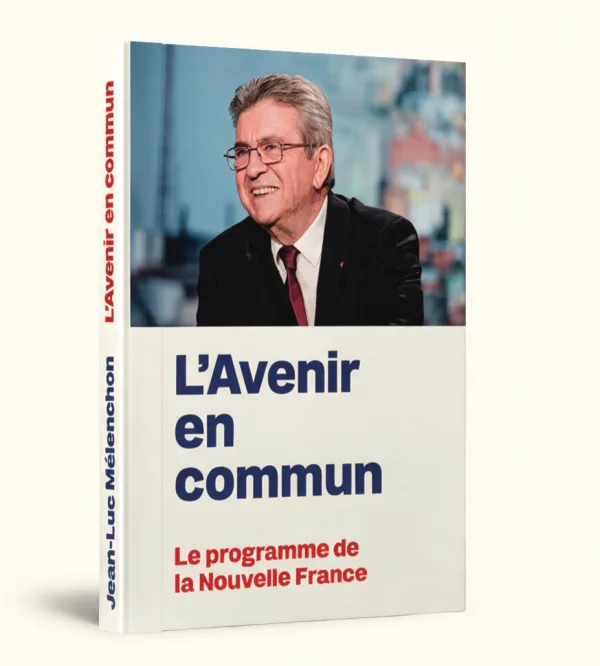 Jean-Luc Mélenchon L'Avenir en commun
L'Avenir
en
commun
Le programme de
la Nouvelle France